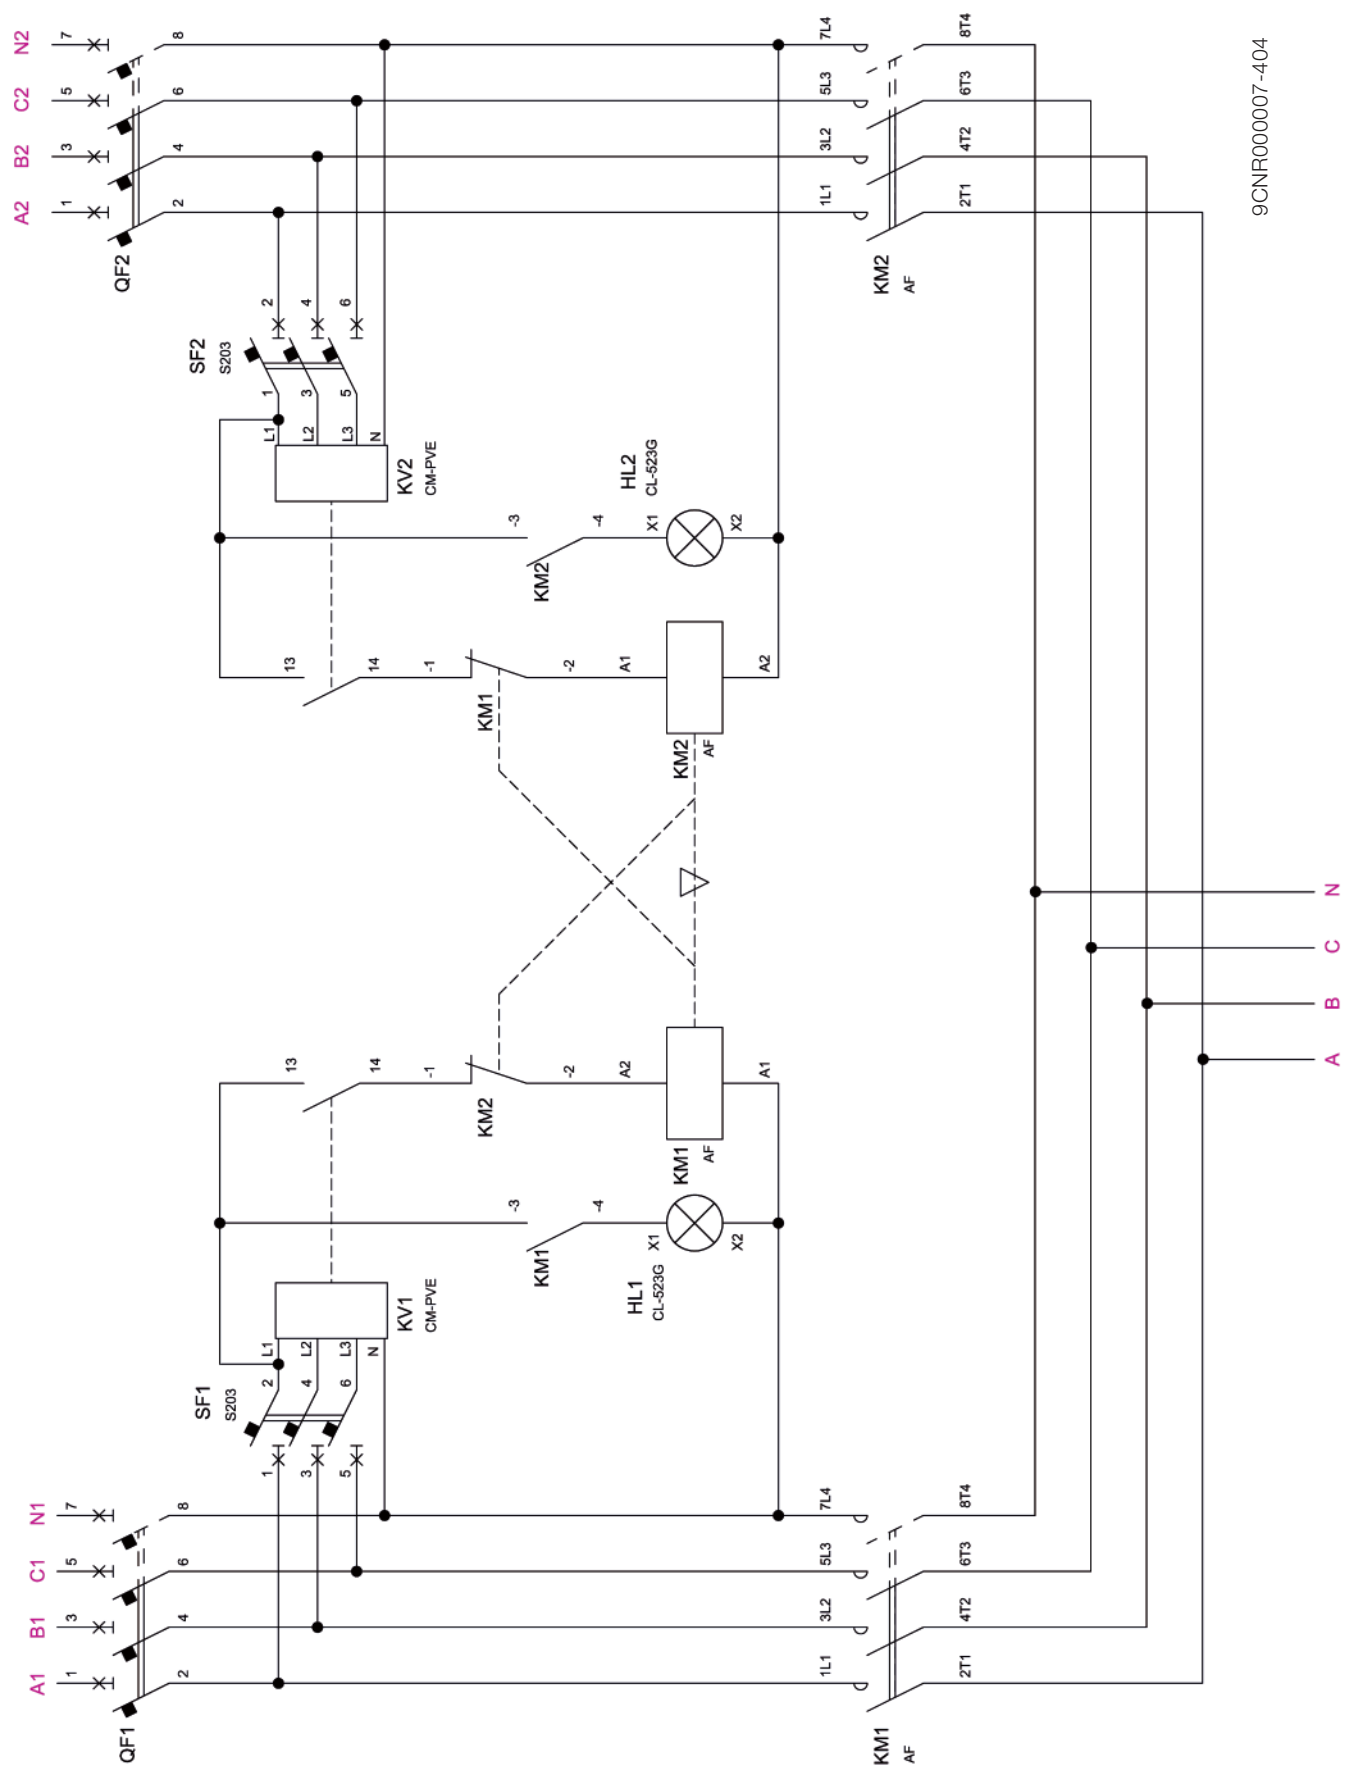 A1 B1 C1 N1 A2 B2 C2 N2
1 3 5 7 1 3 5 7
QF1 QF2
2 4 6 8 2 4 6 8
SF1 SF2
S203 S203
1 2 L1 13 13 L1 1 2
3 4 L2 L2 3 4
5 6 L3 L3 5 6
N 14 14 N
KV1 KV2
CM-PVE CM-PVE
-1 -1
KM2 KM1
-3 -3
KM1 KM2
-2 -2
-4 -4
HL1 A2 A1 HL2
CL-523G X1 X1 CL-523G
KM1 KM2
AF AF
X2 A1 A2 X2
1L1 3L2 5L3 7L4 1L1 3L2 5L3 7L4
KM1 KM2
AF AF
2T1 4T2 6T3 8T4 2T1 4T2 6T3 8T4
9CNR000007-404
A B C N